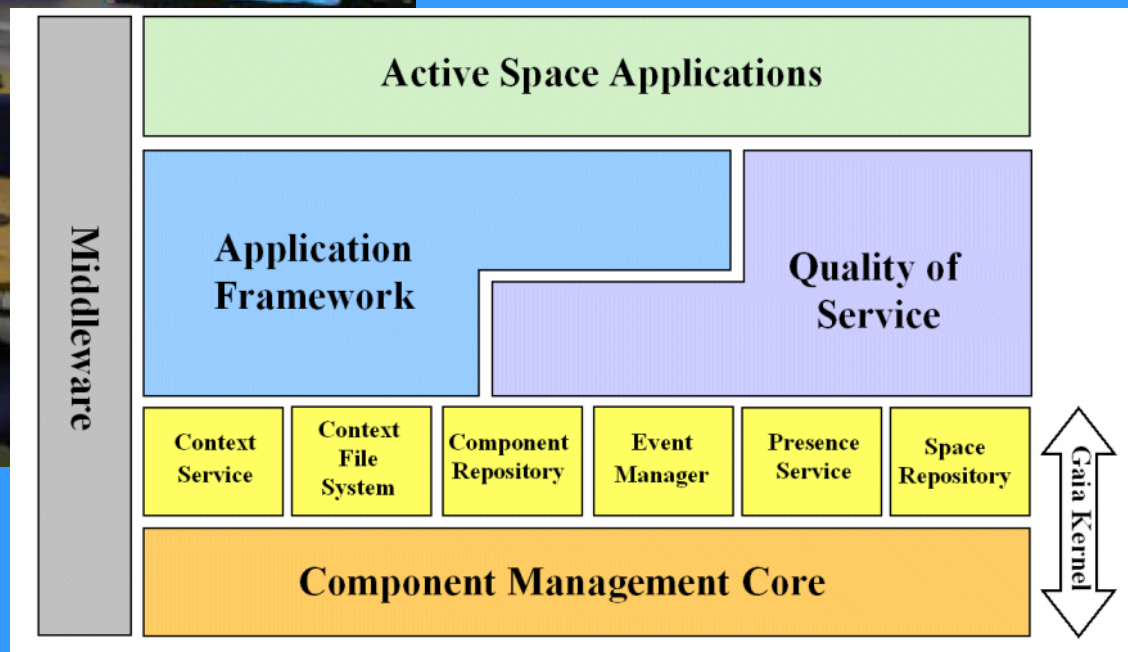 Active Space Applications
Middleware
Application
Framework
Quality of
Service
Context
Service
Context
File
System
Component
Repository
Event
Manager
Presence
Service
Space
Repository
Gaia Kernel
Component Management Core